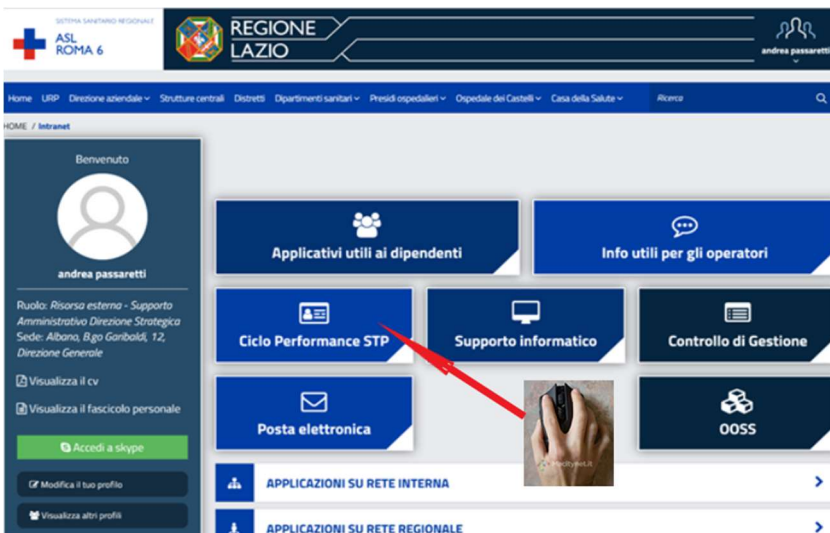 SISTEMA SANITARIO REGIONALE
ASL
ROMA 6
REGIONE
LAZIO
andrea passaretti
Home URP Direzione aziendale Strutture centrali Distretti Dipartimenti sanitari Presidi ospedalieri Ospedale dei Castelli Casa della Salute Ricerca
HOME / Intranet
Benvenuto
andrea passaretti
Ruolo: Risorsa esterna - Supporto
Amministrativo Direzione Strategica
Sede: Albano, B.go Garibaldi, 12,
Direzione Generale
Visualizza il cv
Visualizza il fascicolo personale
Accedi a skype
Modifica il tuo profilo
Visualizza altri profili
Applicativi utili ai dipendenti
Info utili per gli operatori
Ciclo Performance STP
Supporto informatico
Controllo di Gestione
Posta elettronica
OOSS
macitynet.it
APPLICAZIONI SU RETE INTERNA
APPLICAZIONI SU RETE REGIONALE